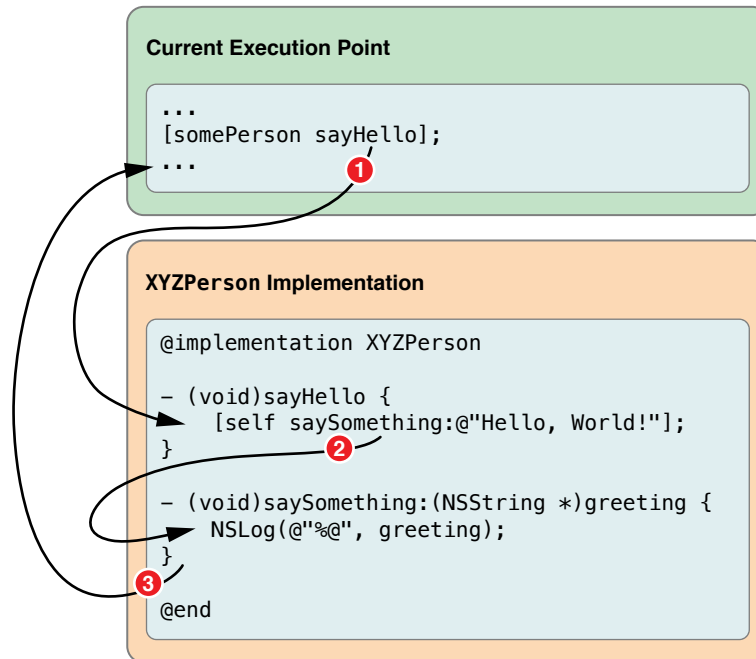 Current Execution Point
...
[somePerson sayHello];
...
1
XYZPerson Implementation
@implementation XYZPerson
– (void)sayHello {
[self saySomething:@"Hello, World!"];
}
2
– (void)saySomething:(NSString *)greeting {
NSLog(@"%@", greeting);
}
3
@end